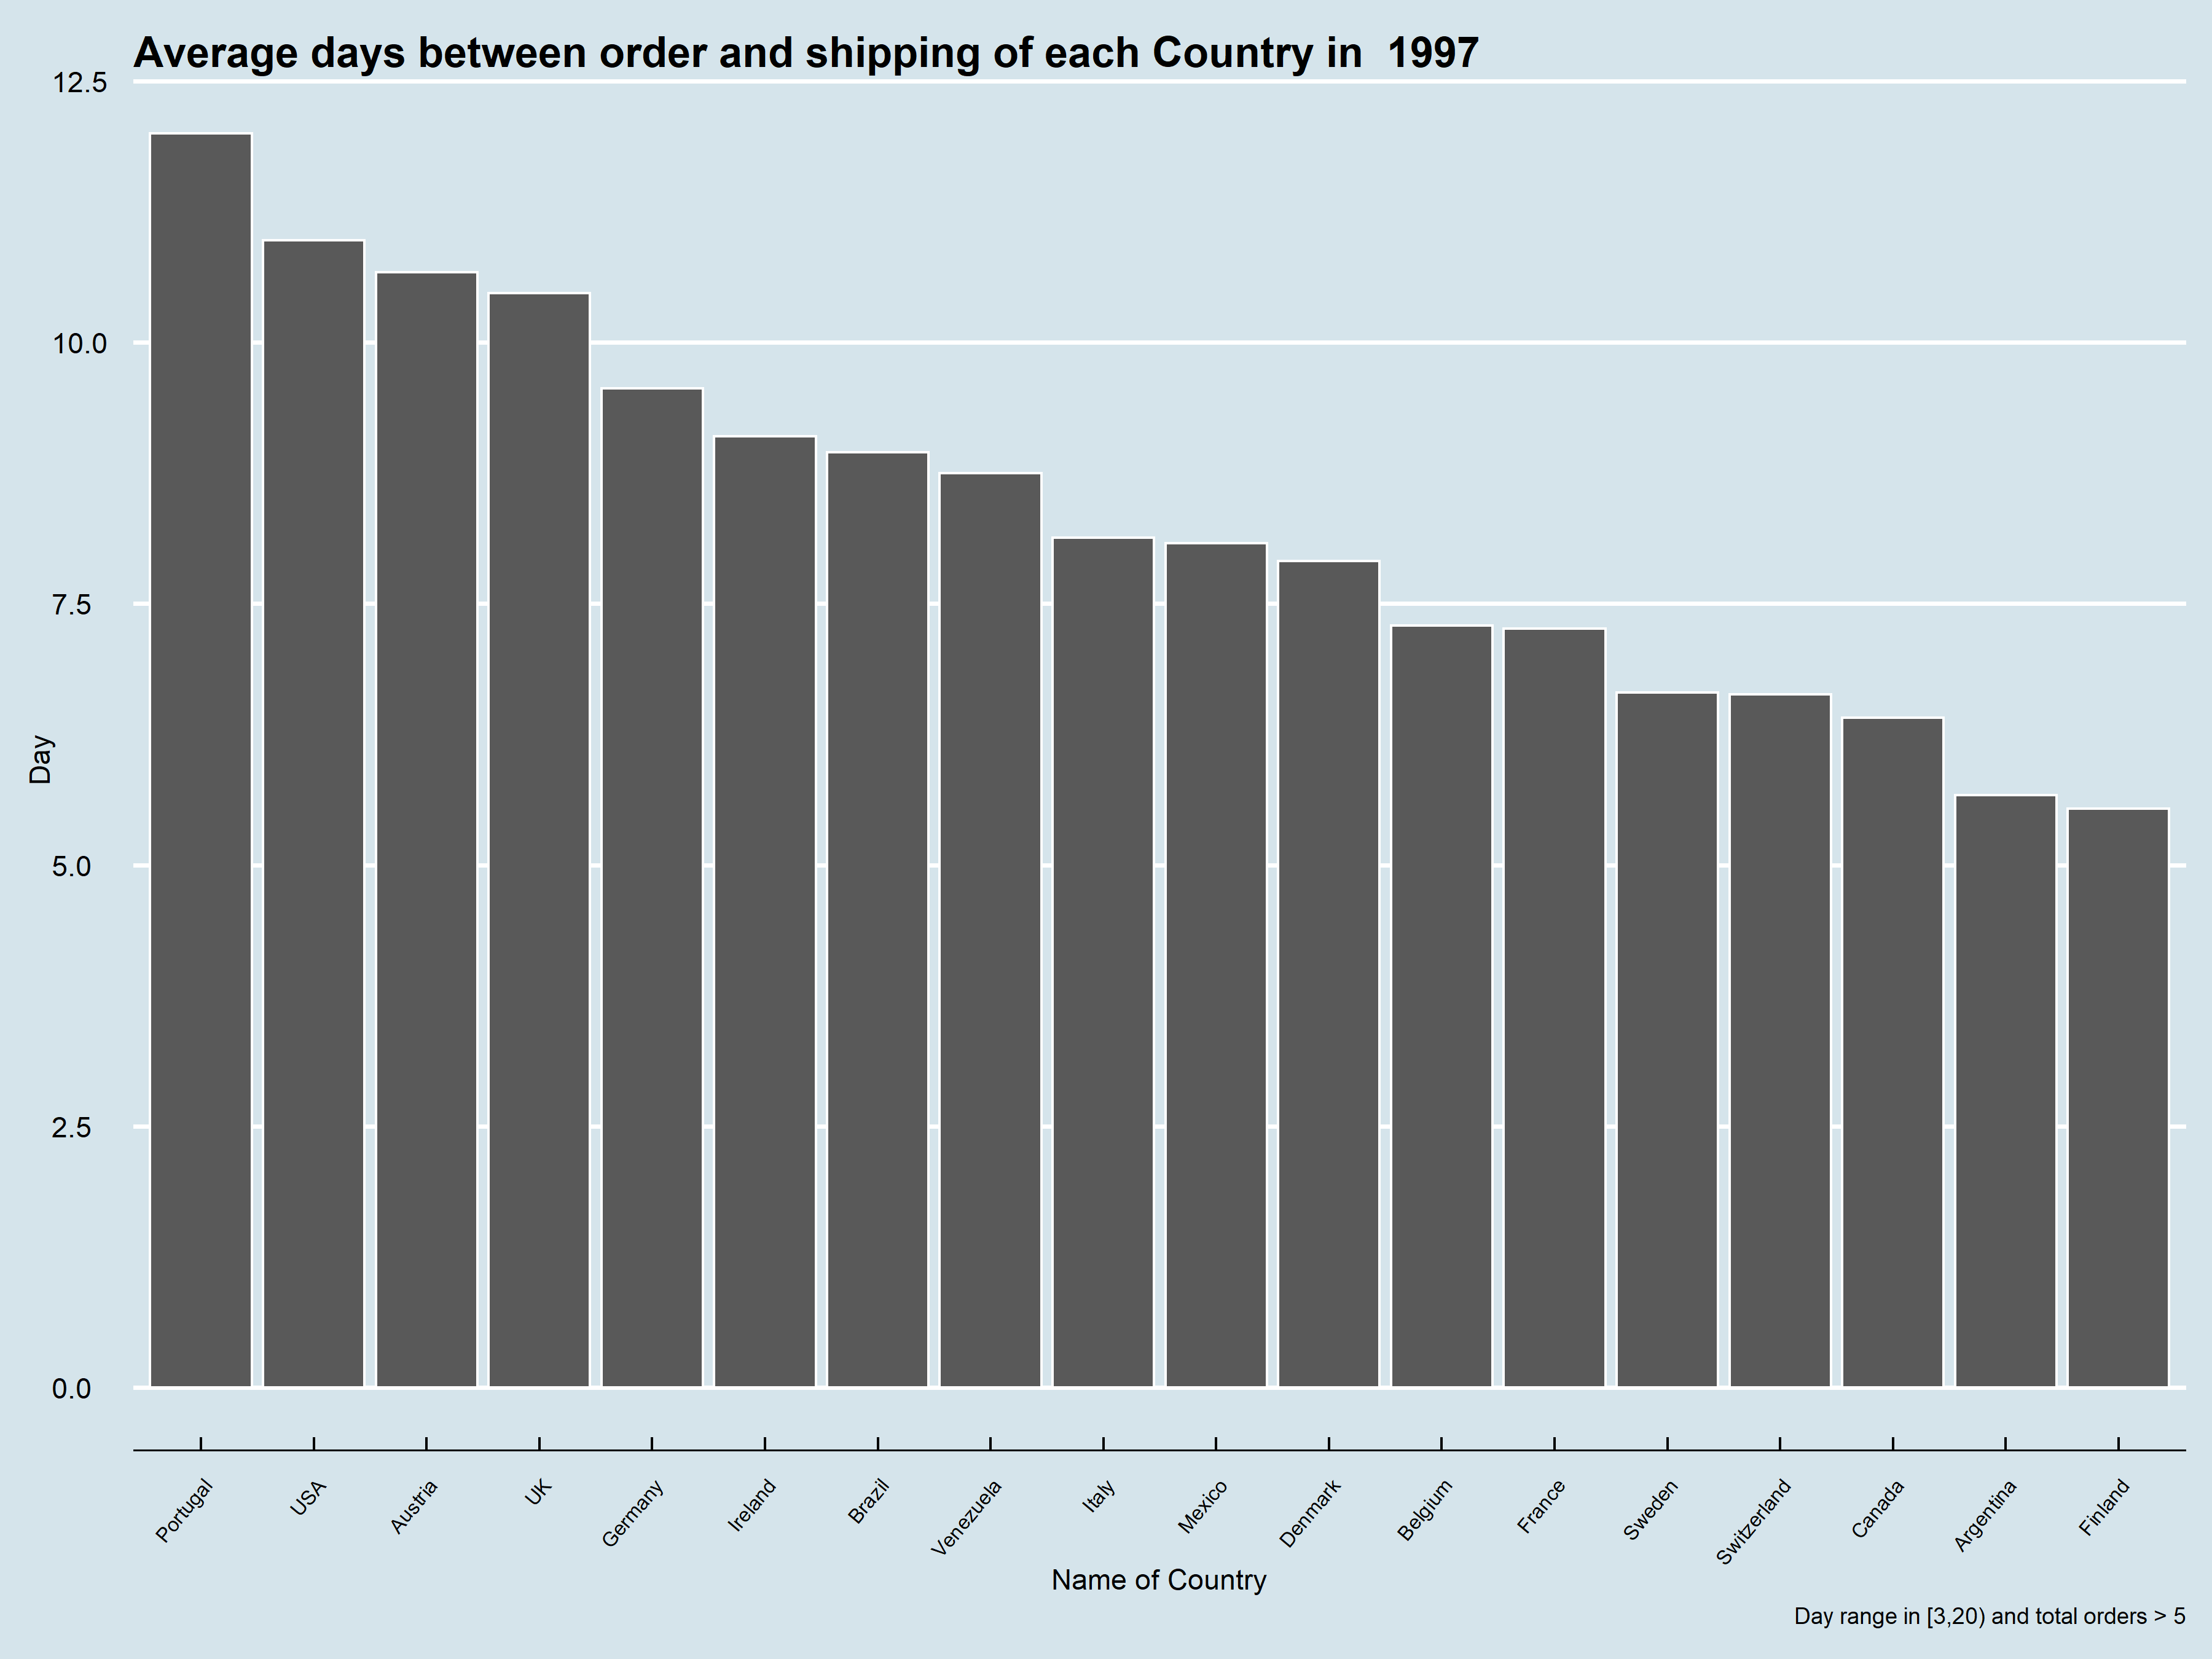 Average days between order and shipping of each Country in  1997
12.5
10.0
7.5
5.0
2.5
0.0
Day
Portugal
USA
Austria
UK
Germany
Ireland
Brazil
Venezuela
Italy
Mexico
Denmark
Belgium
France
Sweden
Switzerland
Canada
Argentina
Finland
Name of Country
Day range in [3,20) and total orders > 5